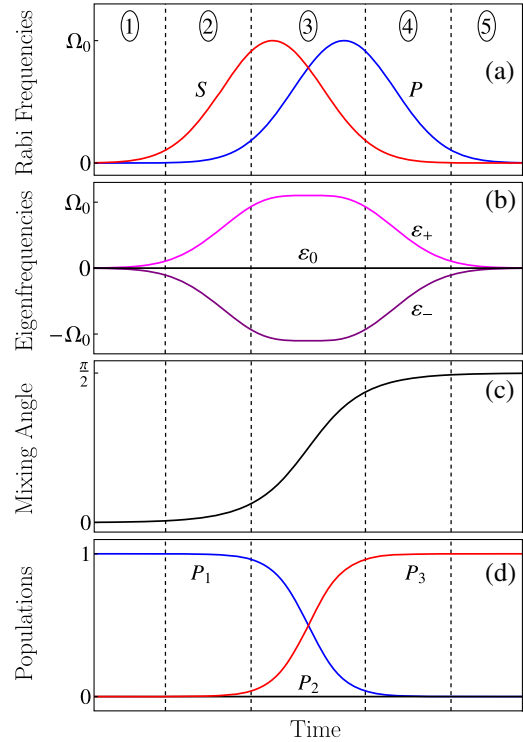 ① ② ③ ④ ⑤
Rabi Frequencies
Ω₀
0
S
P
(a)
Eigenfrequencies
Ω₀
0
−Ω₀
ε₊
ε₀
ε₋
(b)
Mixing Angle
π/2
0
(c)
Populations
1
0
P₁
P₂
P₃
(d)
Time